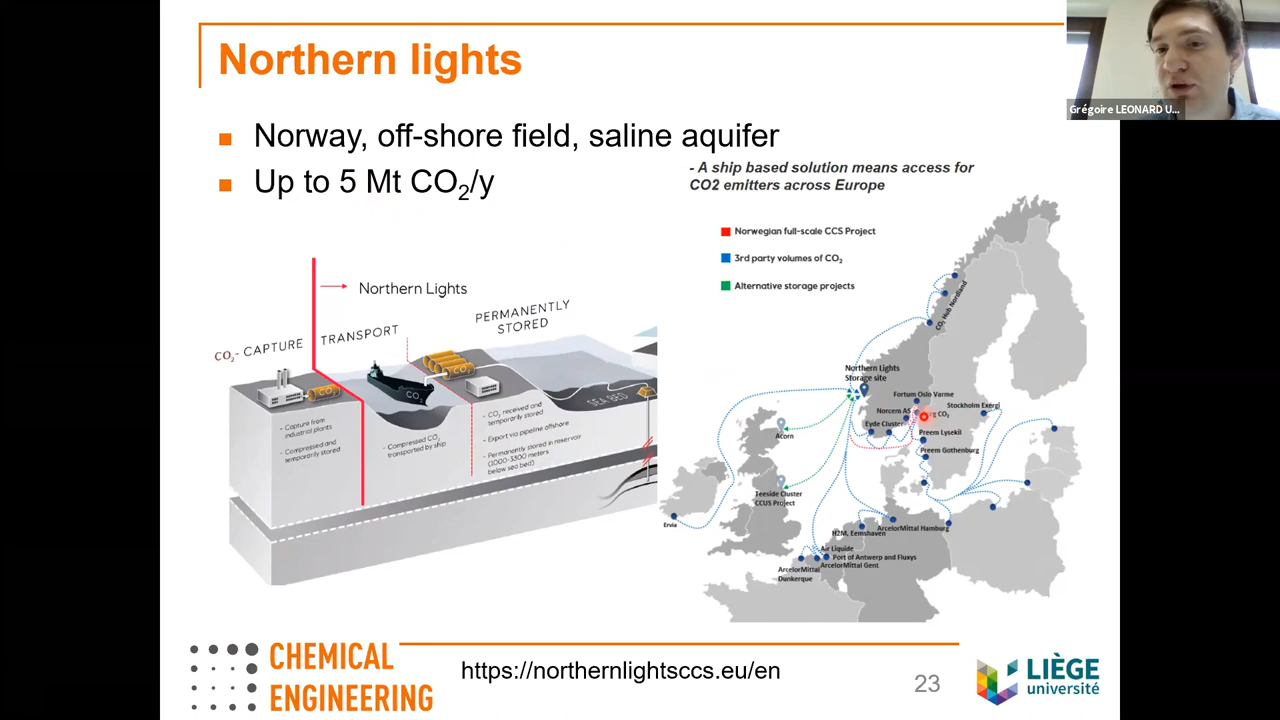 Northern lights
Grégoire LEONARD U...
Norway, off-shore field, saline aquifer
Up to 5 Mt CO2/y
- A ship based solution means access for
CO2 emitters across Europe
Norwegian full-scale CCS Project
3rd party volumes of CO2
Alternative storage projects
Northern Lights
CO2- CAPTURE
TRANSPORT
PERMANENTLY
STORED
CO2
CO2
CO2
SEA BED
- Capture from
industrial plants
- Compressed and
temporarily stored
- Compressed CO2
transported by ship
- CO2 received and
temporarily stored
- Export via pipeline offshore
- Permanently stored in reservoir
(1000-3300 meters
below sea bed)
CO2 Hub Nordland
Northern Lights
Storage site
Fortum Oslo Varme
Stockholm Exergi
Norcem AS
CO2
Eyde Cluster
Preem Lysekil
Preem Gothenburg
Acorn
Teeside Cluster
CCUS Project
Ervia
ArcelorMittal Hamburg
H2M, Eemshaven
Air Liquide
Port of Antwerp and Fluxys
ArcelorMittal Gent
ArcelorMittal
Dunkerque
CHEMICAL
ENGINEERING
https://northernlightsccs.eu/en
23
LIÈGE
université